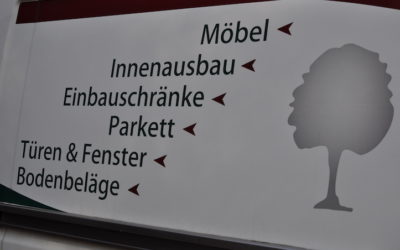 Möbel
Innenausbau
Einbauschränke
Parkett
Türen & Fenster
Bodenbeläge